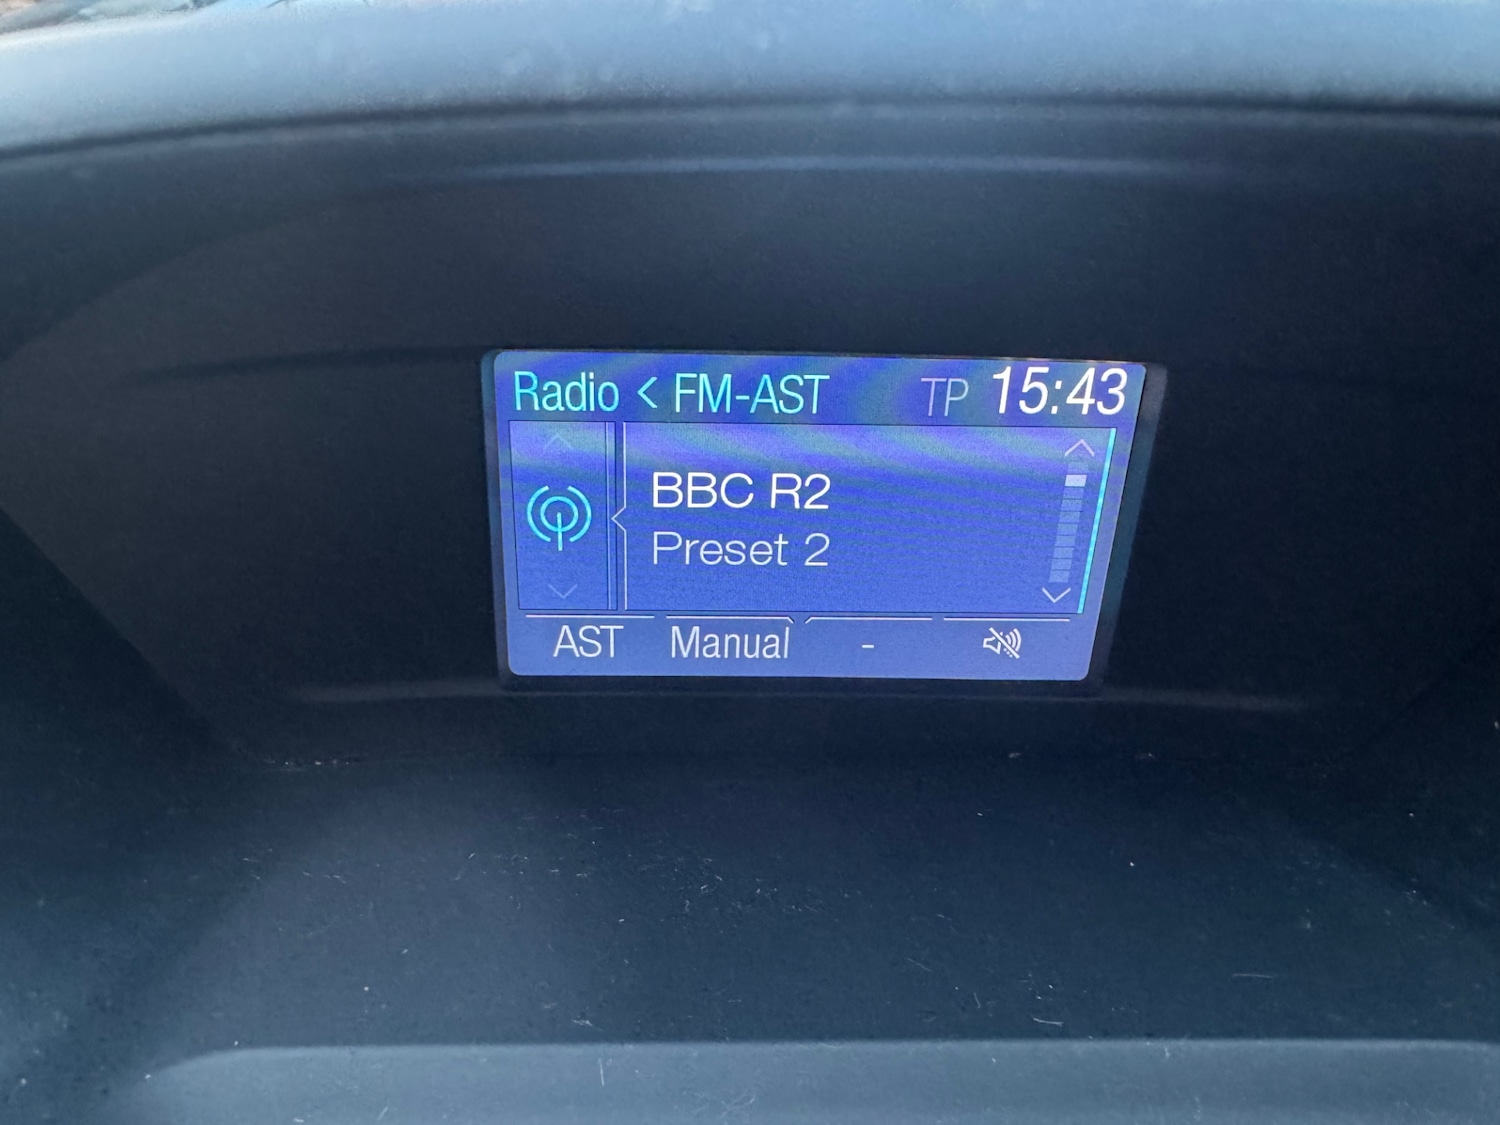 Radio < FM-AST TP 15:43
BBC R2
Preset 2
AST Manual -